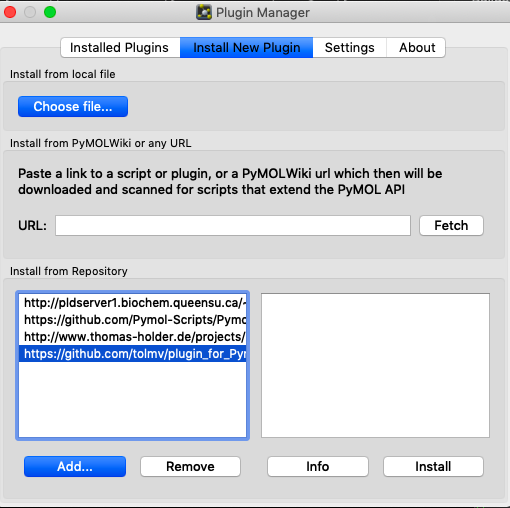 Plugin Manager
Installed Plugins
Install New Plugin
Settings
About
Install from local file
Choose file...
Install from PyMOLWiki or any URL
Paste a link to a script or plugin, or a PyMOLWiki url which then will be
downloaded and scanned for scripts that extend the PyMOL API
URL:
Fetch
Install from Repository
http://pldserver1.biochem.queensu.ca/~
https://github.com/Pymol-Scripts/Pymo
http://www.thomas-holder.de/projects/
https://github.com/tolmv/plugin_for_Pyr
Add...
Remove
Info
Install